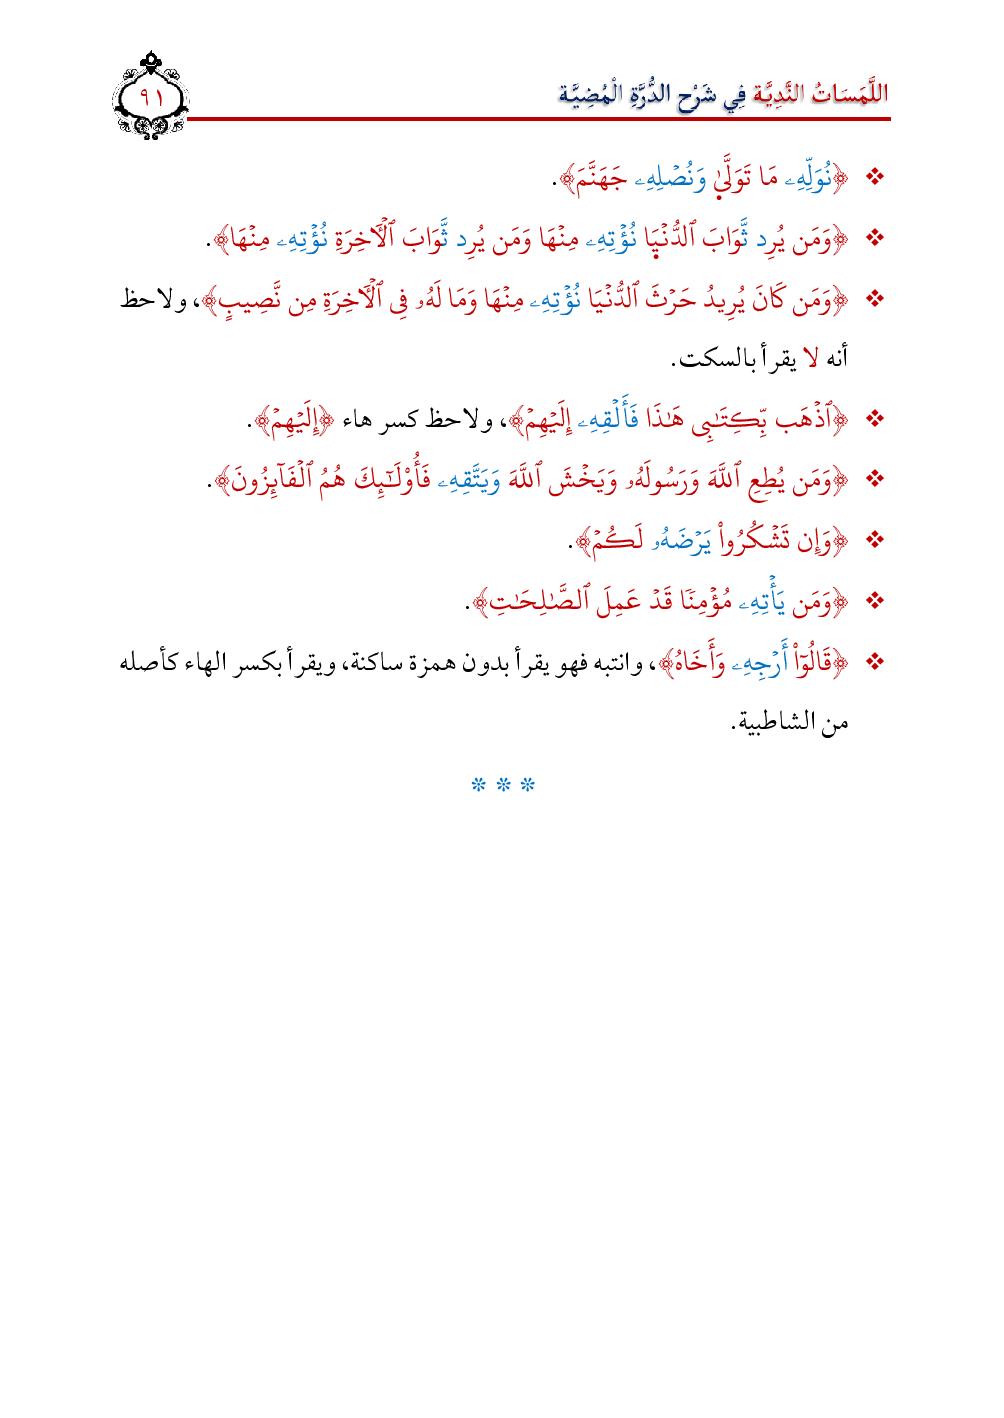 اللَّمَسَاتُ النَّدِيَّة فِي شَرْح الدُّرَّةِ الْمُضِيَّة
٩١
❖ ﴿نُوَلِّهِۦ مَا تَوَلَّىٰ وَنُصۡلِهِۦ جَهَنَّمَ﴾.
❖ ﴿وَمَن يُرِد ثَّوَابَ ٱلدُّنۡيَا نُؤۡتِهِۦ مِنۡهَا وَمَن يُرِد ثَّوَابَ ٱلۡأٓخِرَةِ نُؤۡتِهِۦ مِنۡهَا﴾.
❖ ﴿وَمَن كَانَ يُرِيدُ حَرۡثَ ٱلدُّنۡيَا نُؤۡتِهِۦ مِنۡهَا وَمَا لَهُۥ فِى ٱلۡأٓخِرَةِ مِن نَّصِيبٍ﴾، ولاحظ
أنه لا يقرأ بالسكت.
❖ ﴿ٱذۡهَب بِّكِتَٰبِى هَٰذَا فَأَلۡقِهِۦ إِلَيۡهِمۡ﴾، ولاحظ كسر هاء ﴿إِلَيۡهِمۡ﴾.
❖ ﴿وَمَن يُطِعِ ٱللَّهَ وَرَسُولَهُۥ وَيَخۡشَ ٱللَّهَ وَيَتَّقِهِۦ فَأُوْلَٰٓئِكَ هُمُ ٱلۡفَآئِزُونَ﴾.
❖ ﴿وَإِن تَشۡكُرُواْ يَرۡضَهُۥ لَكُمۡ﴾.
❖ ﴿وَمَن يَأۡتِهِۦ مُؤۡمِنٗا قَدۡ عَمِلَ ٱلصَّٰلِحَٰتِ﴾.
❖ ﴿قَالُوٓاْ أَرۡجِهِۦ وَأَخَاهُ﴾، وانتبه فهو يقرأ بدون همزة ساكنة، ويقرأ بكسر الهاء كأصله
من الشاطبية.
* * *